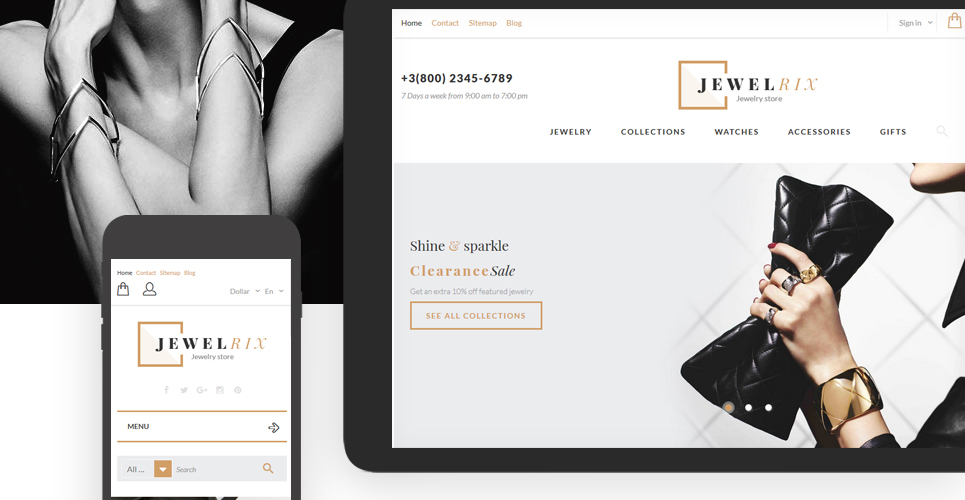 Home Contact Sitemap Blog
Sign in
+3(800) 2345-6789
7 Days a week from 9:00 am to 7:00 pm
JEWELRIX
Jewelry store
JEWELRY COLLECTIONS WATCHES ACCESSORIES GIFTS
Shine & sparkle
Clearance Sale
Get an extra 10% off featured jewelry
SEE ALL COLLECTIONS
Home Contact Sitemap Blog
Dollar En
JEWELRIX
Jewelry store
f G+
MENU
All ... Search